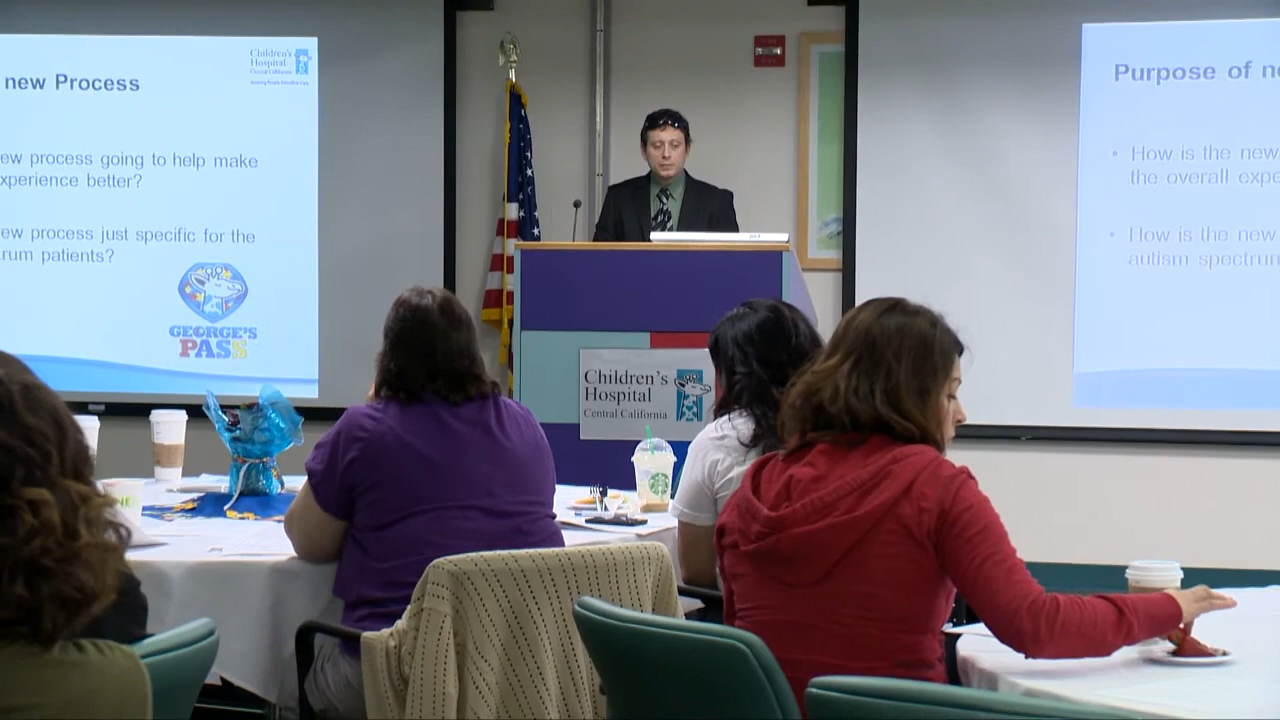 new Process
Children's
Hospital
Central California
ew process going to help make
xperience better?
ew process just specific for the
rum patients?
GEORGE'S
PASS
Purpose of n
• How is the new
the overall expe
• How is the new
autism spectrun
Children's
Hospital
Central California